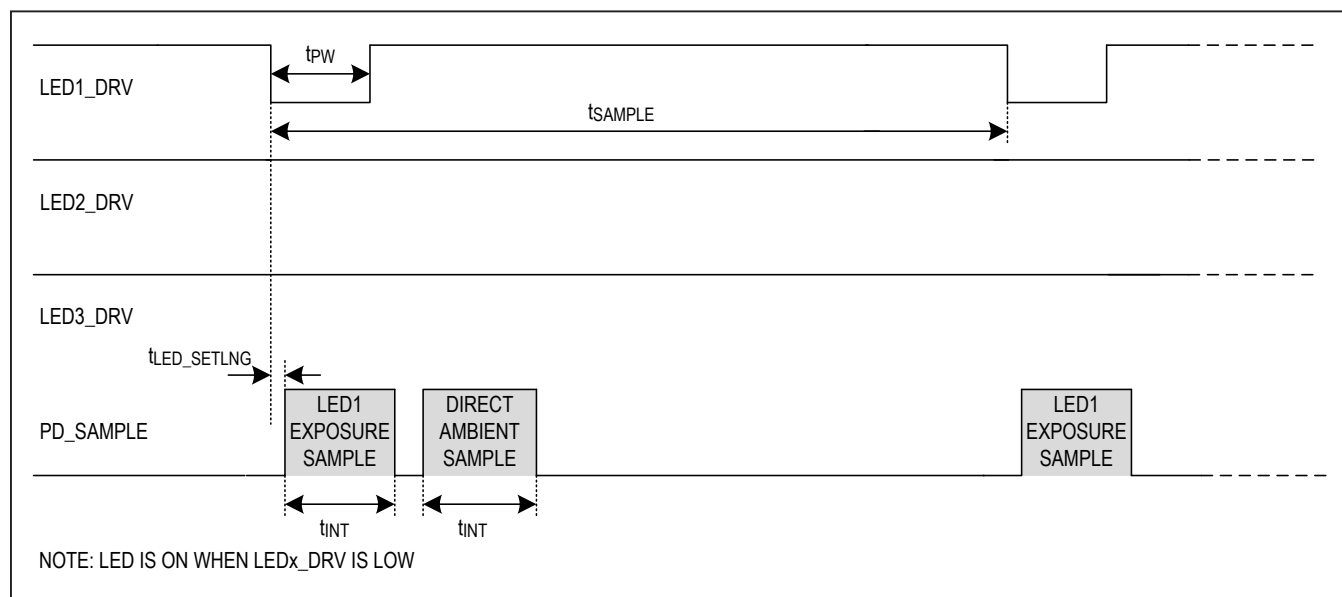 tPW
LED1_DRV
tSAMPLE
LED2_DRV
LED3_DRV
tLED_SETLNG
PD_SAMPLE
LED1
EXPOSURE
SAMPLE
DIRECT
AMBIENT
SAMPLE
LED1
EXPOSURE
SAMPLE
tINT
tINT
NOTE: LED IS ON WHEN LEDx_DRV IS LOW